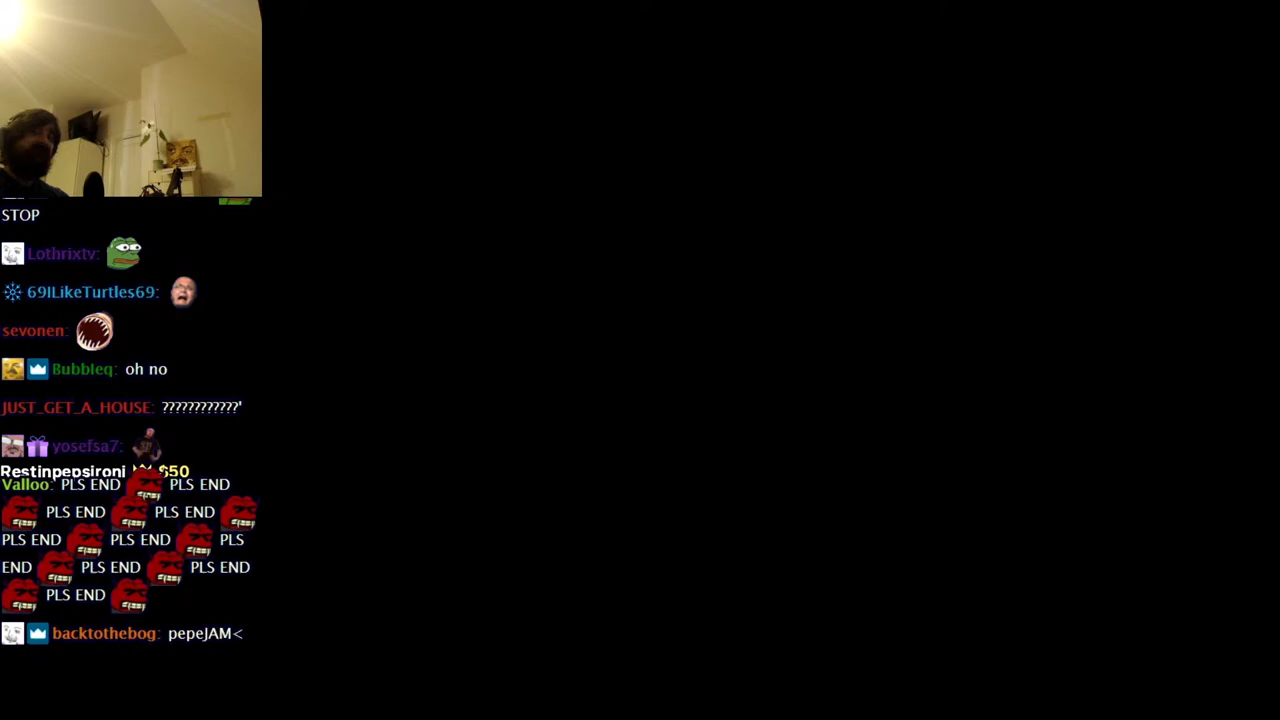 STOP
Lothrixtv:
69ILikeTurtles69:
sevonen:
Bubbleq: oh no
JUST_GET_A_HOUSE: ????????????'
yosefsa7:
Restinpepsironi $50
Valloo: PLS END PLS END
PLS END PLS END
PLS END PLS END PLS
END PLS END PLS END
PLS END
backtothebog: pepeJAM<